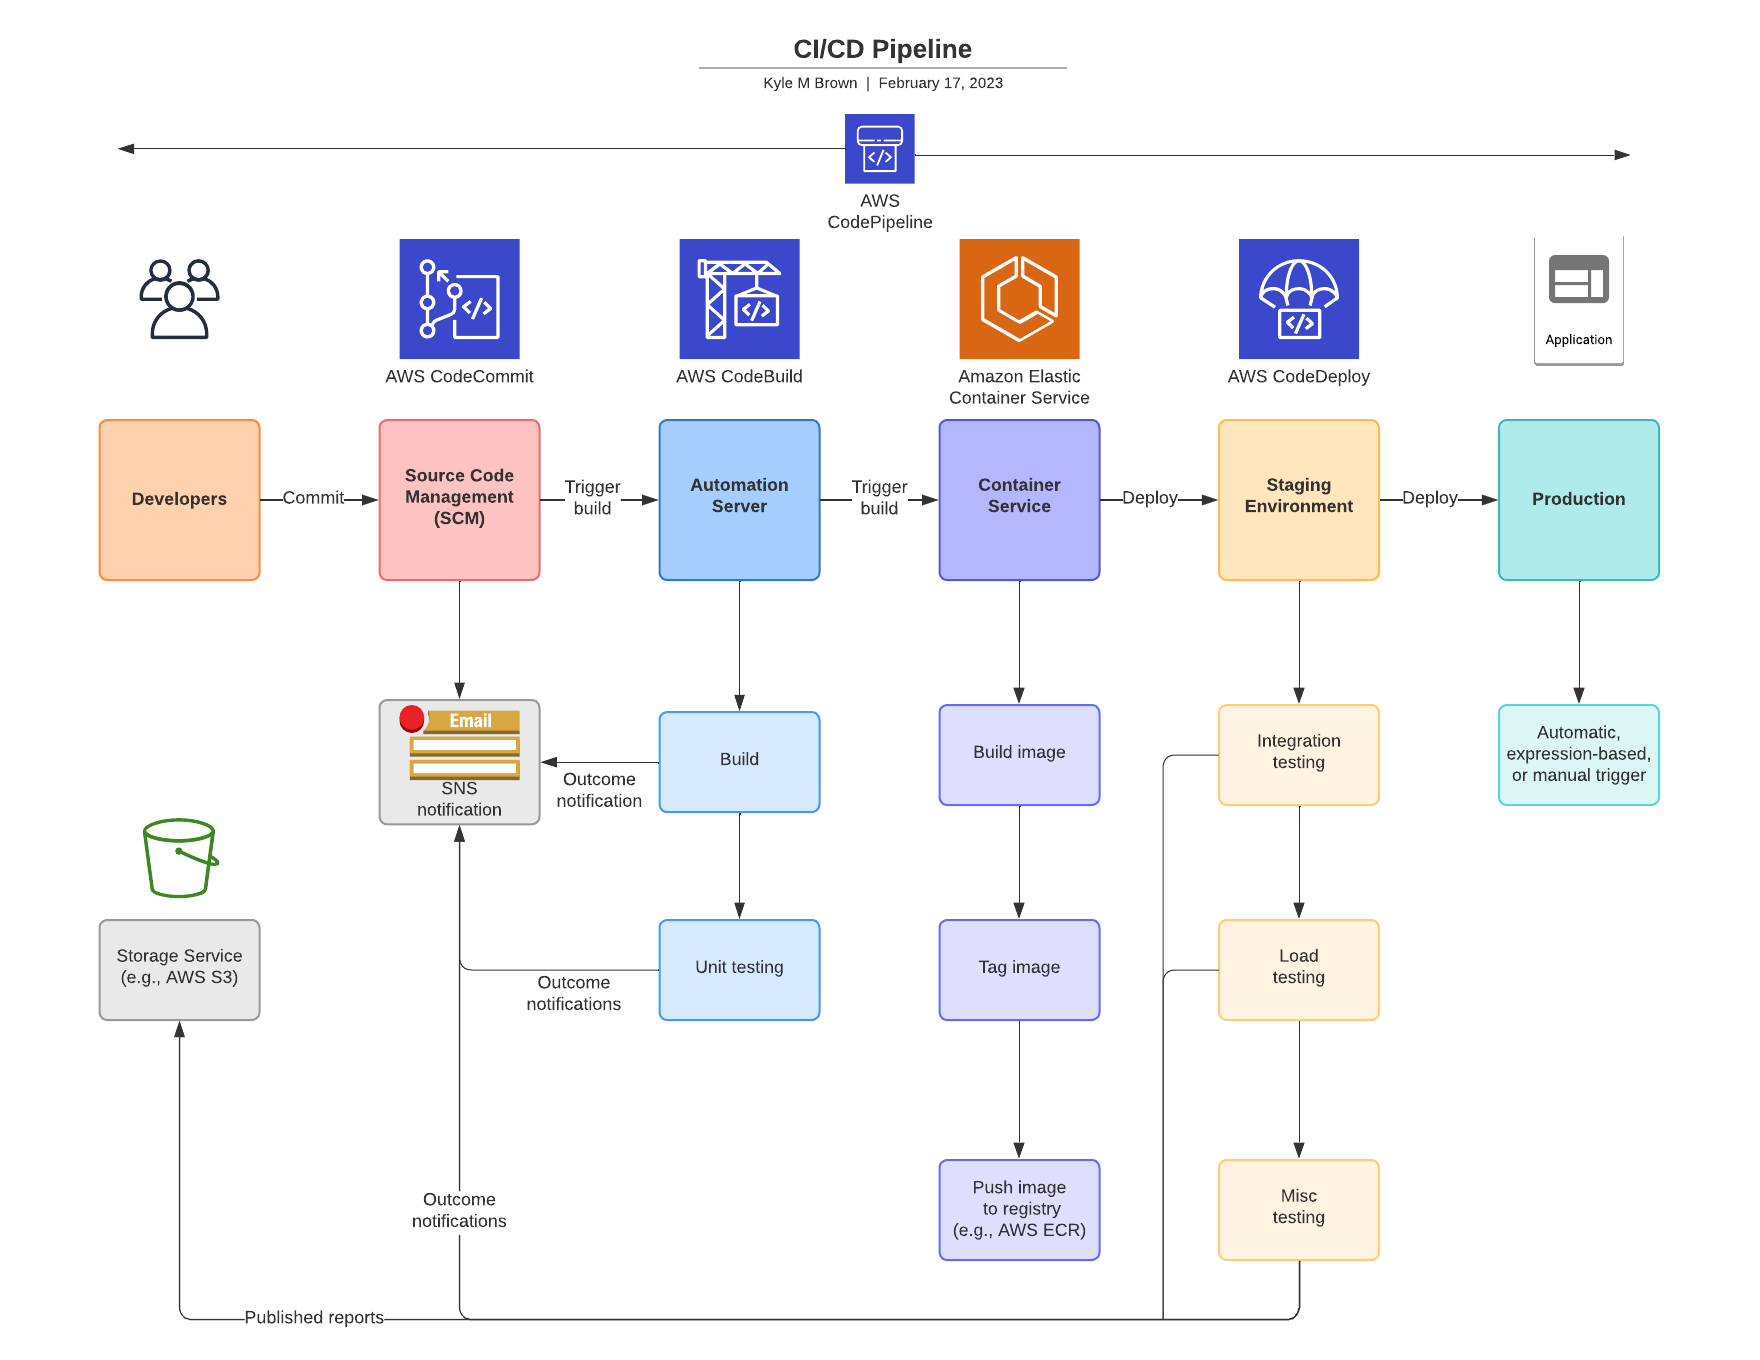 CI/CD Pipeline
Kyle M Brown | February 17, 2023
AWS
CodePipeline
AWS CodeCommit
AWS CodeBuild
Amazon Elastic
Container Service
AWS CodeDeploy
Application
Developers
Commit
Source Code
Management
(SCM)
Trigger
build
Automation
Server
Trigger
build
Container
Service
Deploy
Staging
Environment
Deploy
Production
Email
SNS
notification
Outcome
notification
Build
Build image
Integration
testing
Automatic,
expression-based,
or manual trigger
Storage Service
(e.g., AWS S3)
Outcome
notifications
Unit testing
Tag image
Load
testing
Outcome
notifications
Push image
to registry
(e.g., AWS ECR)
Misc
testing
Published reports